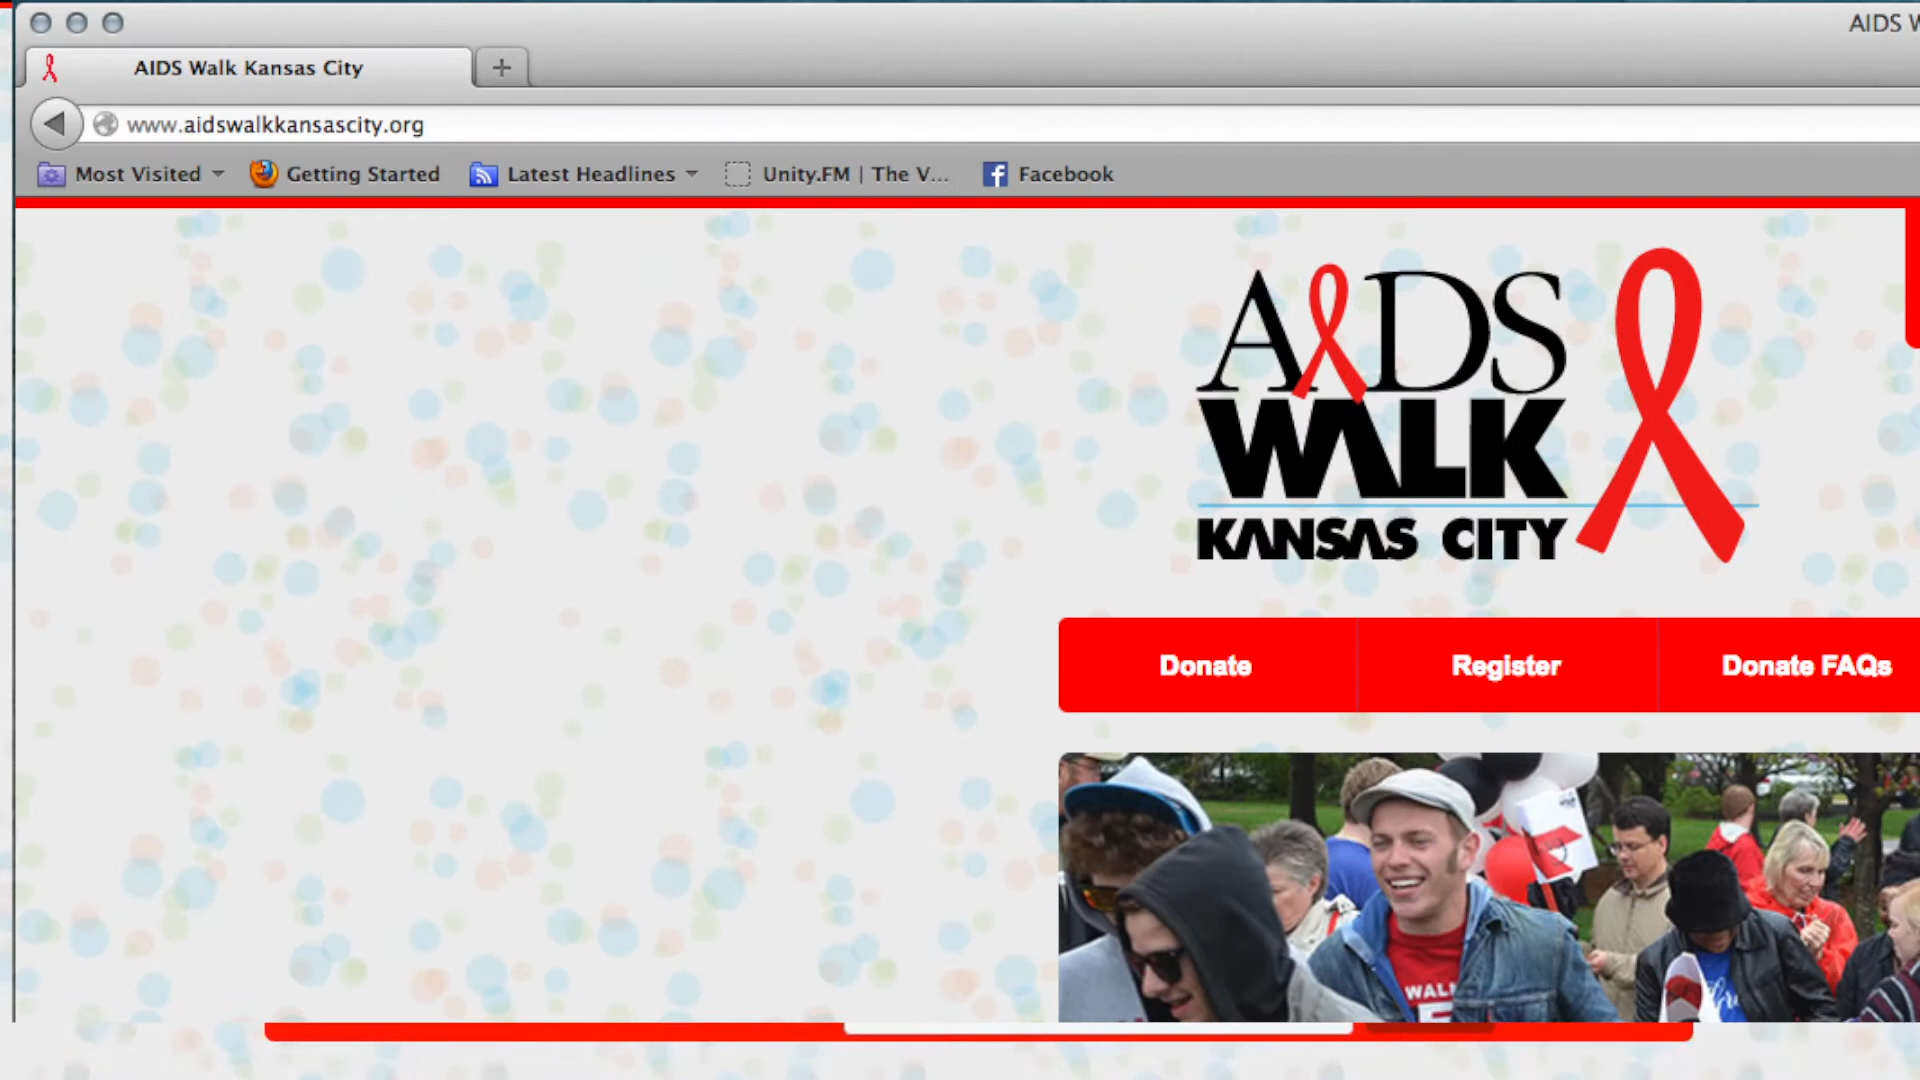 AIDS W
AIDS Walk Kansas City
www.aidswalkkansascity.org
Most Visited
Getting Started
Latest Headlines
Unity.FM | The V...
Facebook
AIDS
WALK
KANSAS CITY
Donate
Register
Donate FAQs
WALK